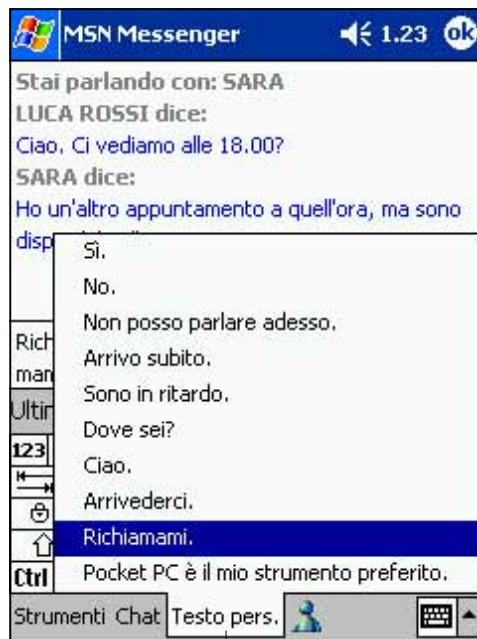 MSN Messenger 1.23 ok
Stai parlando con: SARA
LUCA ROSSI dice:
Ciao. Ci vediamo alle 18.00?
SARA dice:
Ho un'altro appuntamento a quell'ora, ma sono
Sì.
No.
Non posso parlare adesso.
Arrivo subito.
Sono in ritardo.
Dove sei?
Ciao.
Arrivederci.
Richiamami.
Pocket PC è il mio strumento preferito.
123
Ctrl
Strumenti Chat Testo pers.